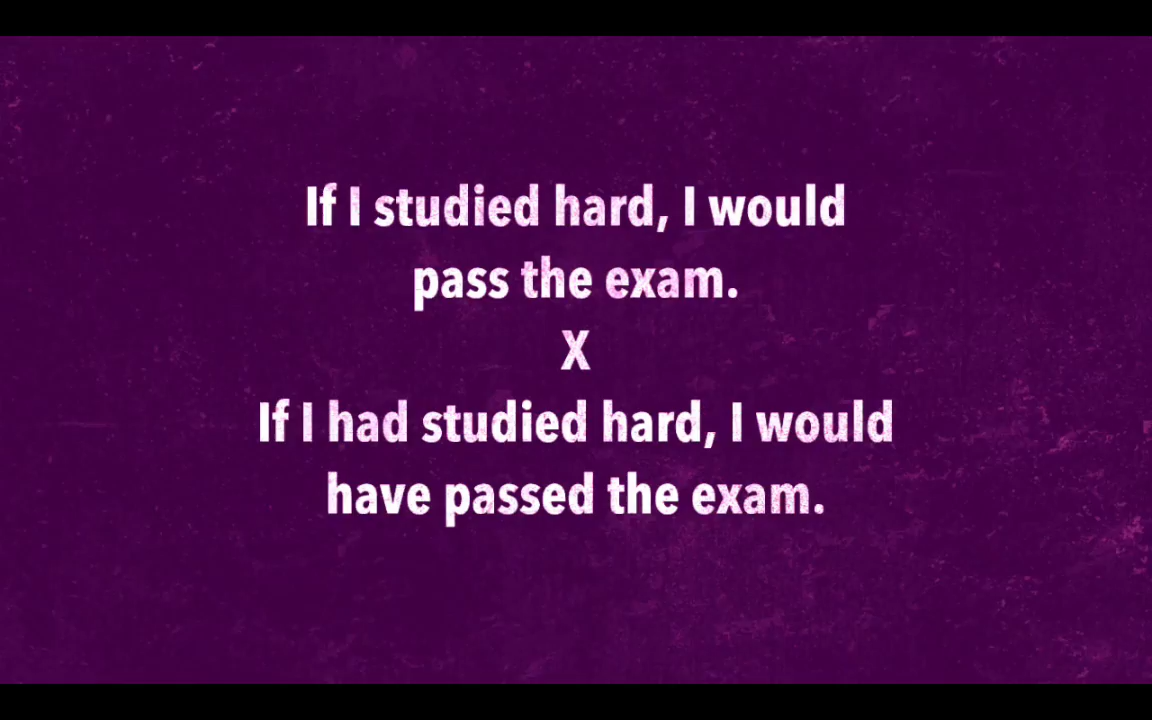 If I studied hard, I would
pass the exam.
X
If I had studied hard, I would
have passed the exam.